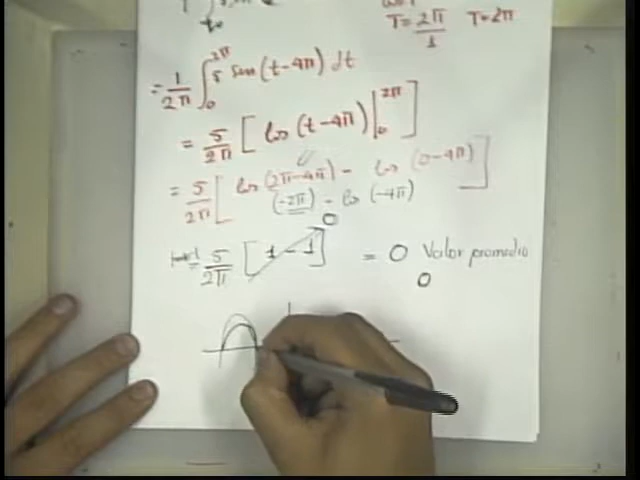 T = 2π/1 T = 2π
= 1/2π ∫₀^2π 5 sen (t-4π) dt
= 5/2π [ cos (t-4π) |₀^2π ]
= 5/2π [ cos (2π-4π) - cos (0-4π) ]
(-2π) - cos (-4π)
= 5/2π [ 1 - 1 ] 0 = 0 Valor promedio
0